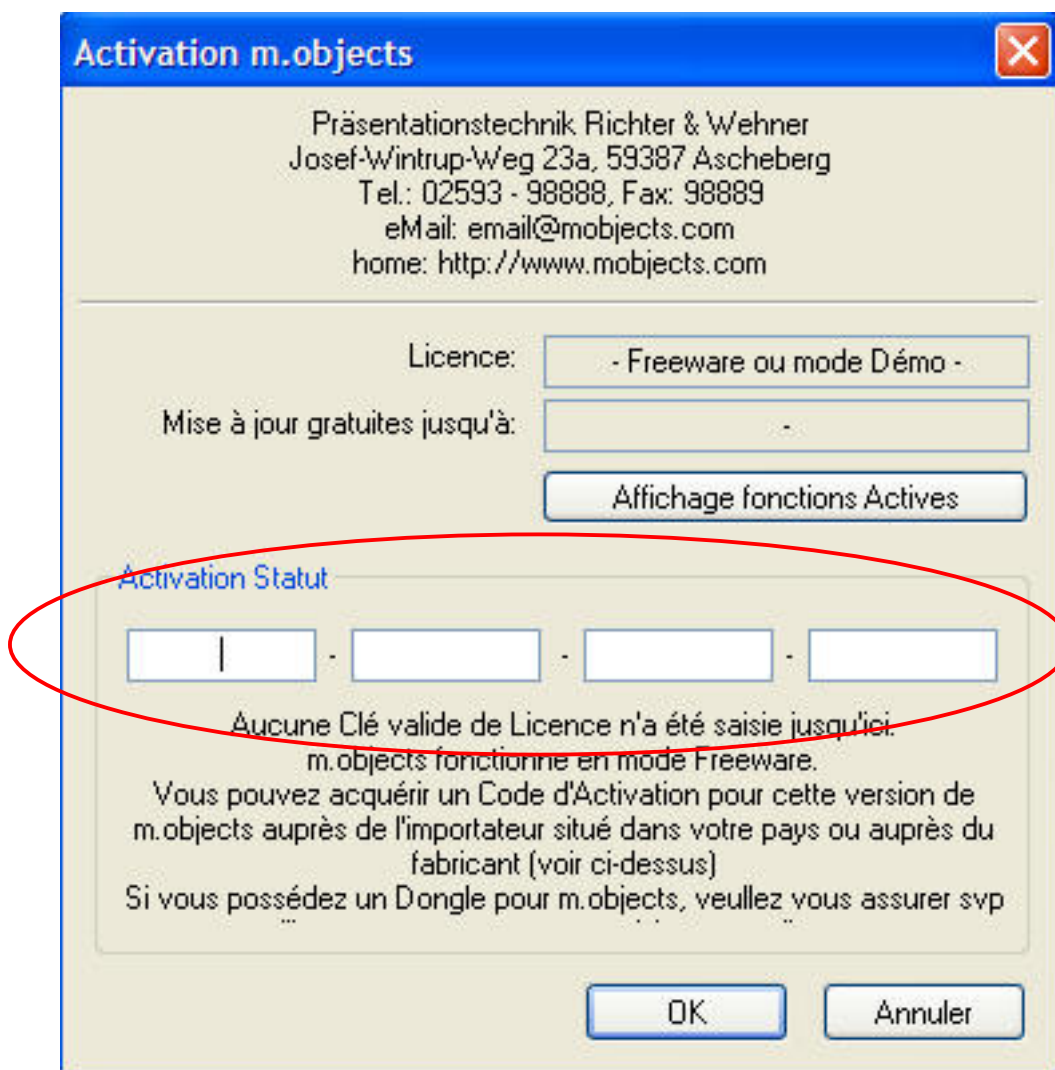 Activation m.objects
Präsentationstechnik Richter & Wehner
Josef-Wintrup-Weg 23a, 59387 Ascheberg
Tel.: 02593 - 98888, Fax: 98889
eMail: email@mobjects.com
home: http://www.mobjects.com
Licence: - Freeware ou mode Démo -
Mise à jour gratuites jusqu'à: -
Affichage fonctions Actives
Activation Statut
- - -
Aucune Clé valide de Licence n'a été saisie jusqu'ici.
m.objects fonctionne en mode Freeware.
Vous pouvez acquérir un Code d'Activation pour cette version de
m.objects auprès de l'importateur situé dans votre pays ou auprès du
fabricant (voir ci-dessus)
Si vous possédez un Dongle pour m.objects, veullez vous assurer svp
OK Annuler